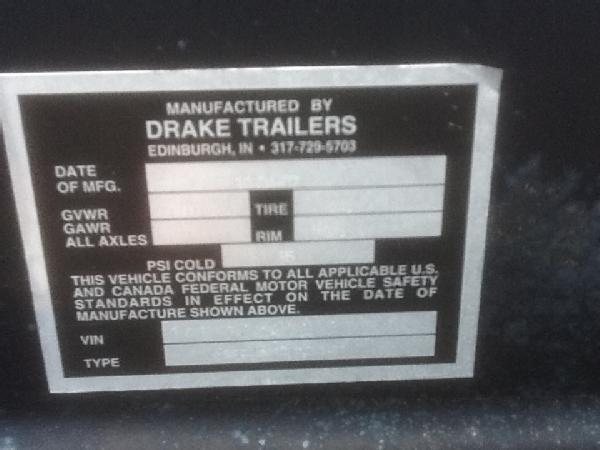 MANUFACTURED BY
DRAKE TRAILERS
EDINBURGH, IN • 317-729-5703
DATE
OF MFG.
GVWR
TIRE
GAWR
ALL AXLES
RIM
PSI COLD
THIS VEHICLE CONFORMS TO ALL APPLICABLE U.S.
AND CANADA FEDERAL MOTOR VEHICLE SAFETY
STANDARDS IN EFFECT ON THE DATE OF
MANUFACTURE SHOWN ABOVE.
VIN
TYPE